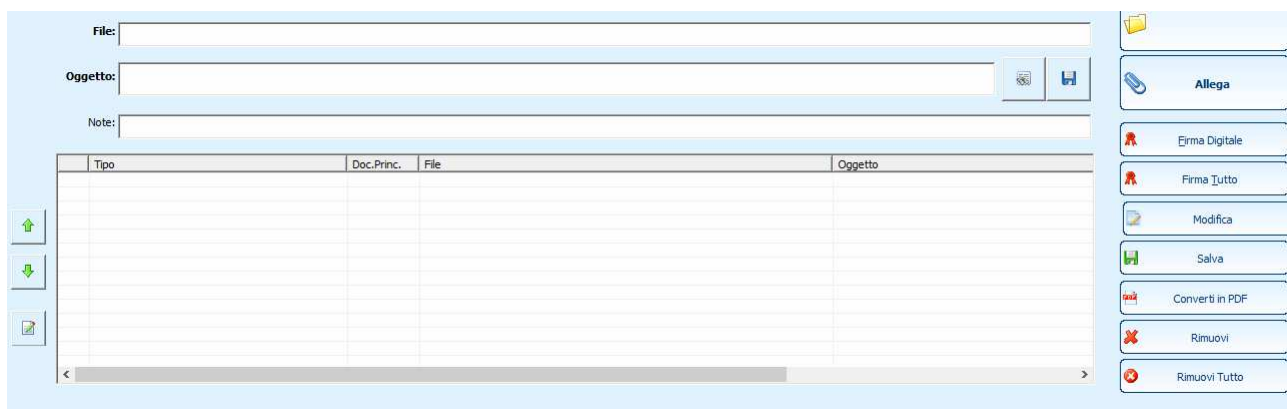 File:
Oggetto:
Note:
Tipo Doc.Princ. File Oggetto
Allega
Firma Digitale
Firma Tutto
Modifica
Salva
Converti in PDF
Rimuovi
Rimuovi Tutto